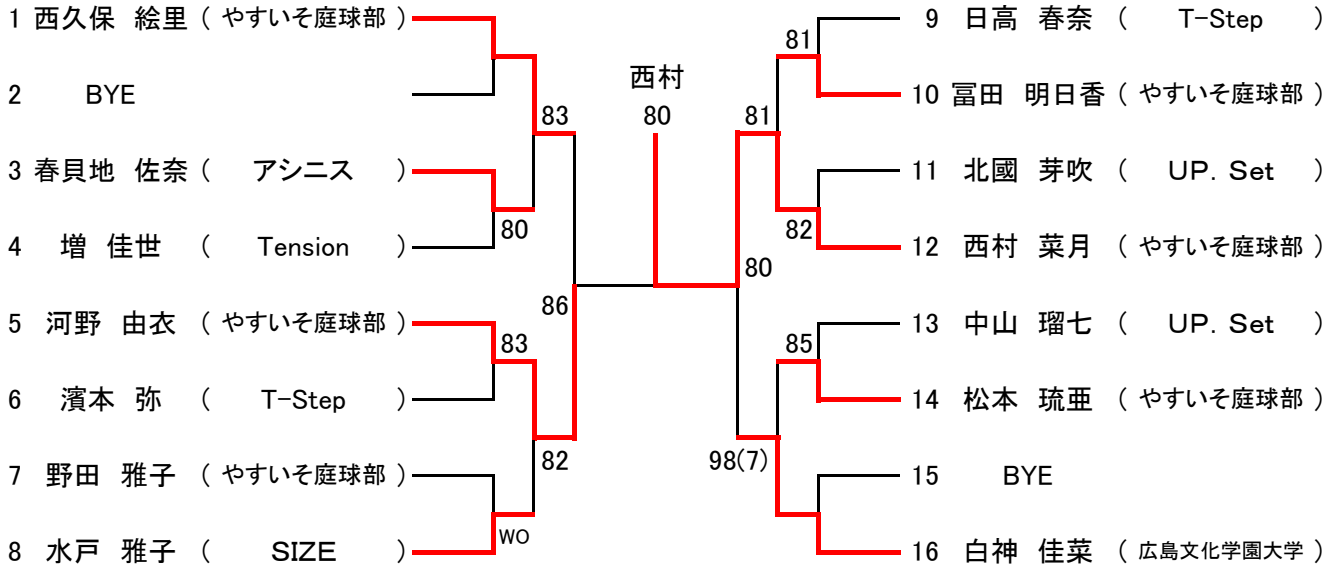 1 西久保 絵里 ( やすいそ庭球部 )
2 BYE
3 春貝地 佐奈 ( アシニス )
4 増 佳世 ( Tension )
5 河野 由衣 ( やすいそ庭球部 )
6 濱本 弥 ( T-Step )
7 野田 雅子 ( やすいそ庭球部 )
8 水戸 雅子 ( SIZE )
83
80
83
WO
82
86
西村
80
81
82
85
81
98(7)
80
9 日高 春奈 ( T-Step )
10 冨田 明日香 ( やすいそ庭球部 )
11 北國 芽吹 ( UP. Set )
12 西村 菜月 ( やすいそ庭球部 )
13 中山 瑠七 ( UP. Set )
14 松本 琉亜 ( やすいそ庭球部 )
15 BYE
16 白神 佳菜 ( 広島文化学園大学 )